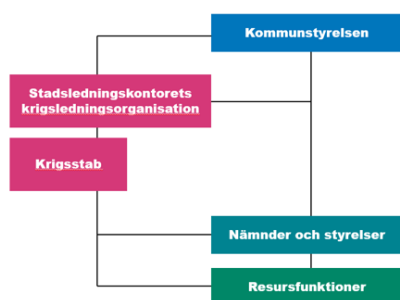 Kommunstyrelsen
Stadsledningskontorets
krigsledningsorganisation
Krigsstab
Nämnder och styrelser
Resursfunktioner